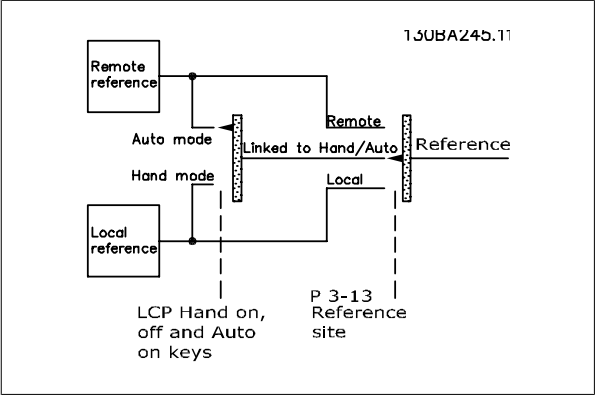 130BA245.11
Remote
reference
Remote
Auto mode
Linked to Hand/Auto
Reference
Hand mode
Local
Local
reference
P 3-13
Reference
site
LCP Hand on,
off and Auto
on keys